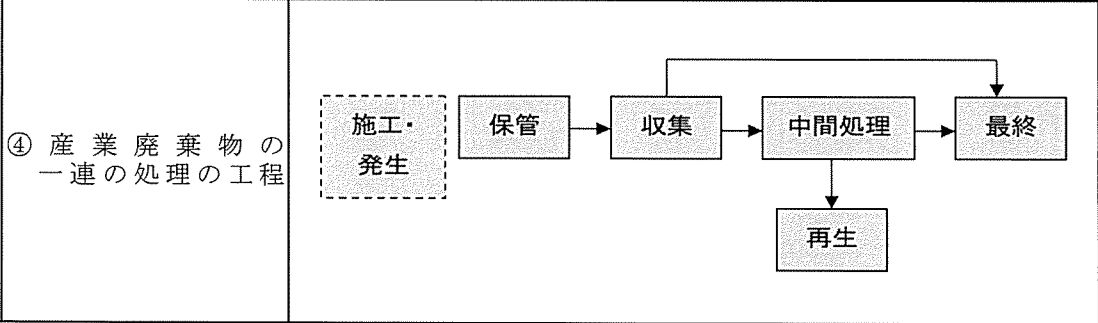 ④産業廃棄物の
一連の処理の工程
施工・
発生
保管
収集
中間処理
最終
再生